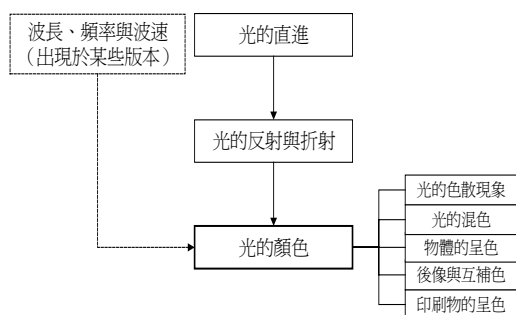 波長、頻率與波速
（出現於某些版本）
光的直進
光的反射與折射
光的顏色
光的色散現象
光的混色
物體的呈色
後像與互補色
印刷物的呈色